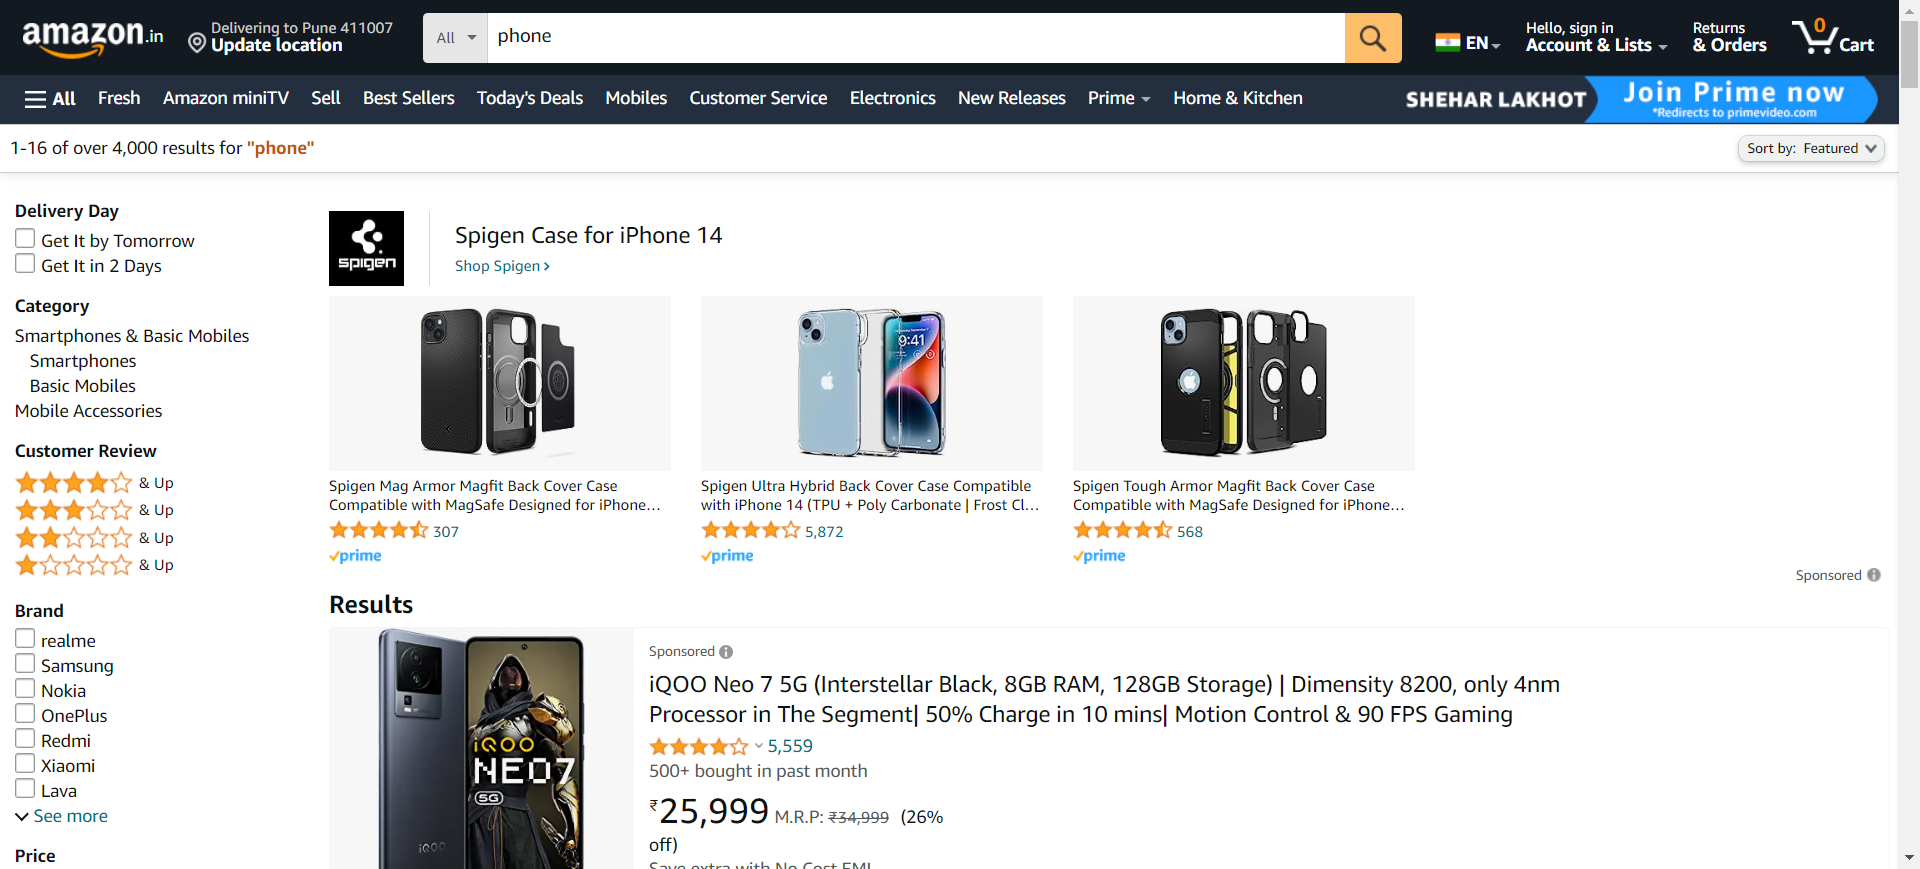 amazon.in
Delivering to Pune 411007
Update location
All
phone
EN
Hello, sign in
Account & Lists
Returns
& Orders
0
Cart
All
Fresh
Amazon miniTV
Sell
Best Sellers
Today's Deals
Mobiles
Customer Service
Electronics
New Releases
Prime
Home & Kitchen
SHEHAR LAKHOT
Join Prime now
*Redirects to primevideo.com
1-16 of over 4,000 results for "phone"
Sort by: Featured
Delivery Day
Get It by Tomorrow
Get It in 2 Days
Category
Smartphones & Basic Mobiles
Smartphones
Basic Mobiles
Mobile Accessories
Customer Review
& Up
& Up
& Up
& Up
Brand
realme
Samsung
Nokia
OnePlus
Redmi
Xiaomi
Lava
See more
Price
spigen
Spigen Case for iPhone 14
Shop Spigen
9:41
Spigen Mag Armor Magfit Back Cover Case
Compatible with MagSafe Designed for iPhone…
307
prime
Spigen Ultra Hybrid Back Cover Case Compatible
with iPhone 14 (TPU + Poly Carbonate | Frost Cl…
5,872
prime
Spigen Tough Armor Magfit Back Cover Case
Compatible with MagSafe Designed for iPhone…
568
prime
Sponsored
Results
iQOO
NEO7
5G
iQOO
Sponsored
iQOO Neo 7 5G (Interstellar Black, 8GB RAM, 128GB Storage) | Dimensity 8200, only 4nm
Processor in The Segment| 50% Charge in 10 mins| Motion Control & 90 FPS Gaming
5,559
500+ bought in past month
₹25,999 M.R.P: ₹34,999 (26%
off)
Save extra with No Cost EMI